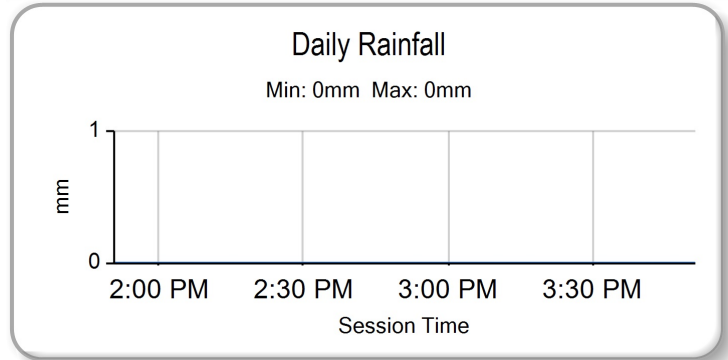 Daily Rainfall
Min: 0mm  Max: 0mm
1
mm
0
2:00 PM 2:30 PM 3:00 PM 3:30 PM
Session Time